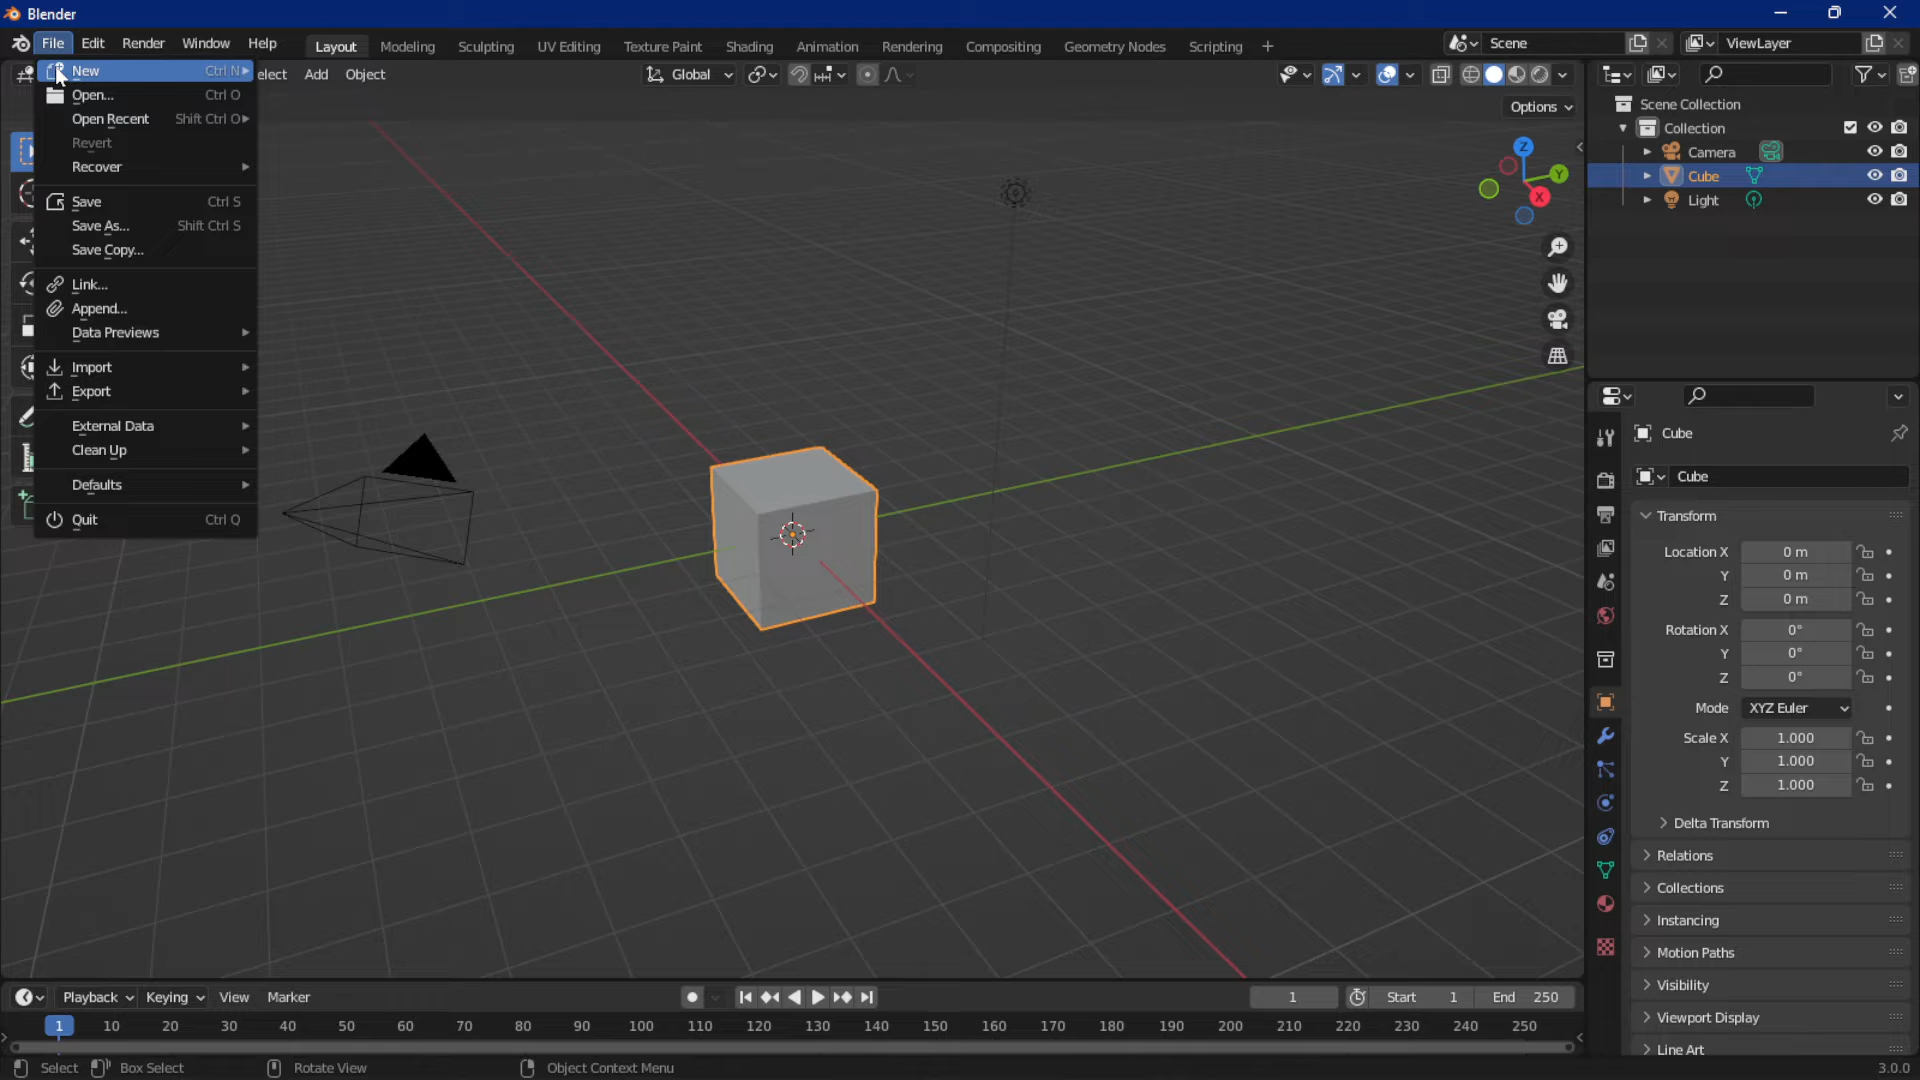 Blender
File Edit Render Window Help Layout Modeling Sculpting UV Editing Texture Paint Shading Animation Rendering Compositing Geometry Nodes Scripting + Scene ViewLayer
New Ctrl N
elect Add Object Global
Open... Ctrl O
Options
Open Recent Shift Ctrl O
Revert
Recover
Save Ctrl S
Save As... Shift Ctrl S
Save Copy...
Link...
Append...
Data Previews
Import
Export
External Data
Clean Up
Defaults
Quit Ctrl Q
Z
Y
X
Scene Collection
Collection
Camera
Cube
Light
Cube
Cube
Transform
Location X 0 m
Y 0 m
Z 0 m
Rotation X 0°
Y 0°
Z 0°
Mode XYZ Euler
Scale X 1.000
Y 1.000
Z 1.000
Delta Transform
Relations
Collections
Instancing
Motion Paths
Visibility
Viewport Display
Line Art
Playback Keying View Marker 1 Start 1 End 250
1 10 20 30 40 50 60 70 80 90 100 110 120 130 140 150 160 170 180 190 200 210 220 230 240 250
Select Box Select Rotate View Object Context Menu 3.0.0